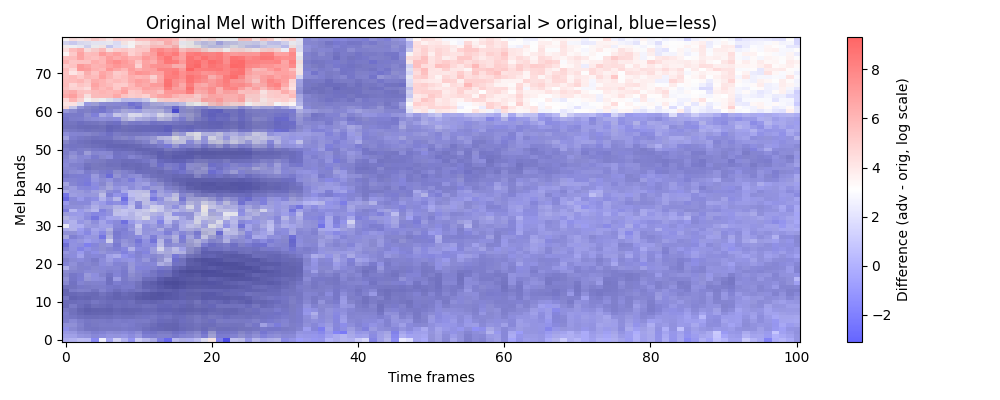 Original Mel with Differences (red=adversarial > original, blue=less)
70
60
50
40
30
20
10
0
Mel bands
0 20 40 60 80 100
Time frames
8
6
4
2
0
−2
Difference (adv - orig, log scale)